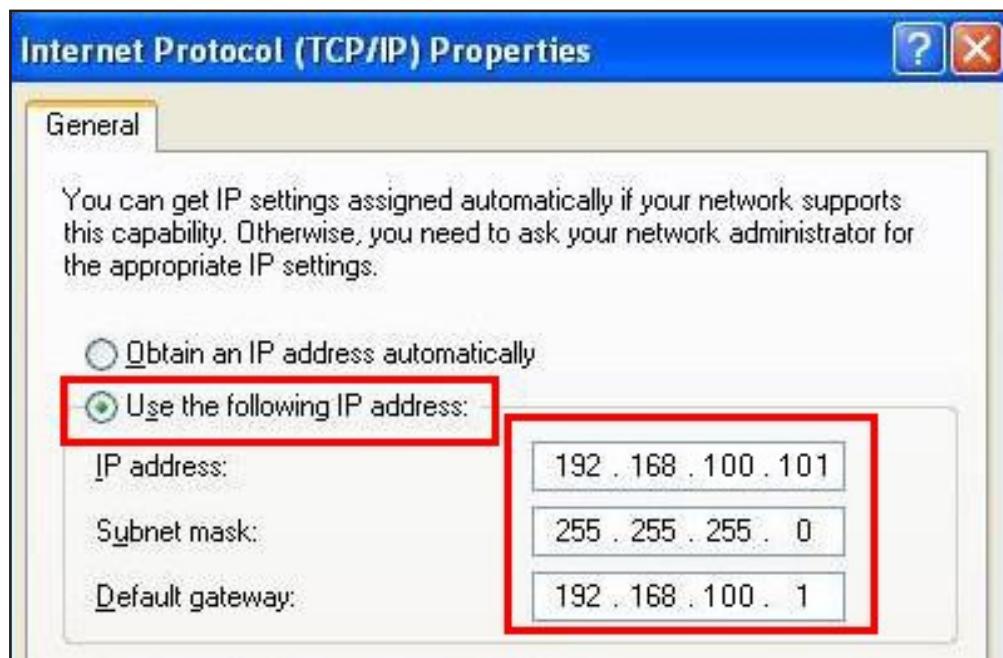 Internet Protocol (TCP/IP) Properties
General
You can get IP settings assigned automatically if your network supports
this capability. Otherwise, you need to ask your network administrator for
the appropriate IP settings.
Obtain an IP address automatically
Use the following IP address:
IP address: 192 . 168 . 100 . 101
Subnet mask: 255 . 255 . 255 . 0
Default gateway: 192 . 168 . 100 . 1